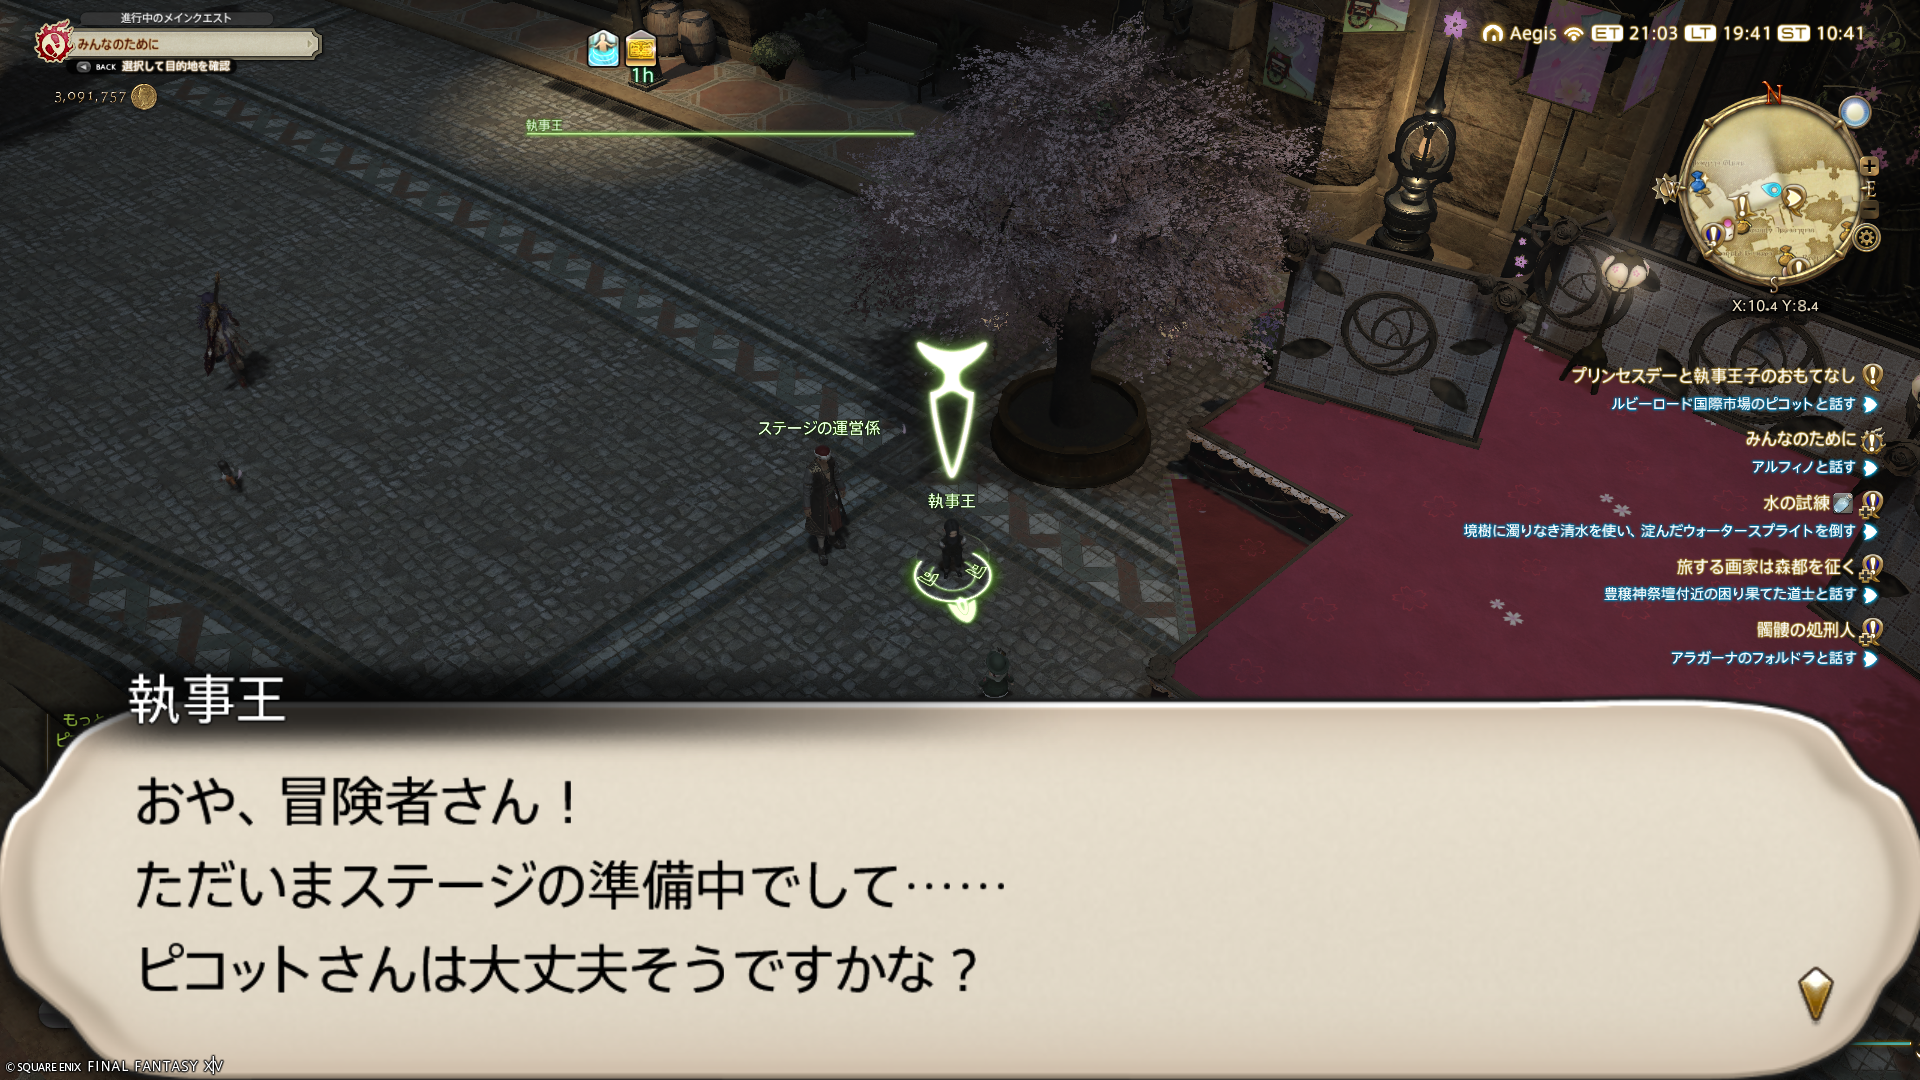 進行中のメインクエスト
みんなのために
BACK 選択して目的地を確認
3,091,757
1h
執事王
Aegis ET 21:03 LT 19:41 ST 10:41
N
E
S
W
X:10.4 Y:8.4
プリンセスデーと執事王子のおもてなし
ルビーロード国際市場のピコットと話す
みんなのために
アルフィノと話す
水の試練
境樹に濁りなき清水を使い、淀んだウォータースプライトを倒す
旅する画家は森都を征く
豊穣神祭壇付近の困り果てた道士と話す
髑髏の処刑人
アラガーナのフォルドラと話す
ステージの運営係
執事王
もっと
ピ
執事王
おや、冒険者さん！
ただいまステージの準備中でして……
ピコットさんは大丈夫そうですかな？
© SQUARE ENIX FINAL FANTASY XIV